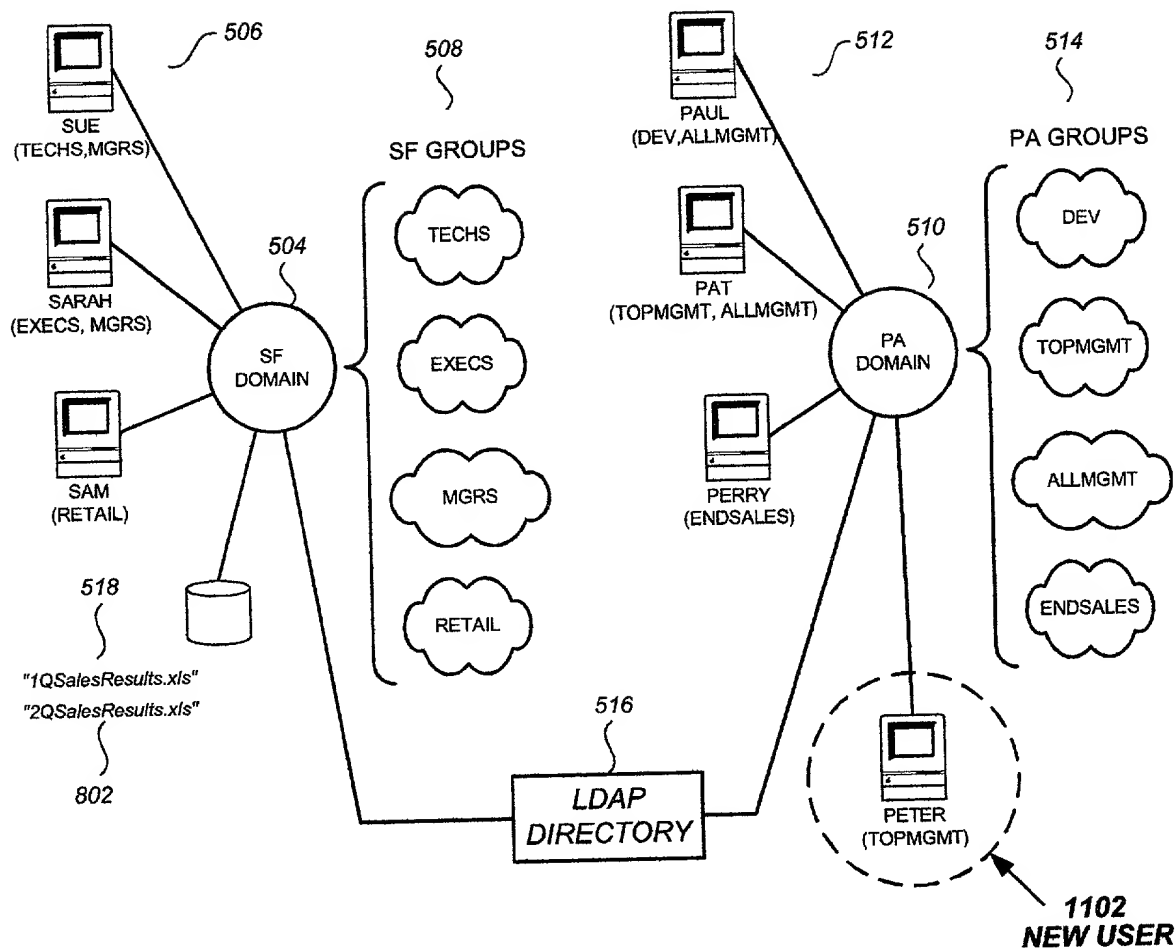 506
SUE
(TECHS,MGRS)
SARAH
(EXECS, MGRS)
SAM
(RETAIL)
504
SF
DOMAIN
508
SF GROUPS
TECHS
EXECS
MGRS
RETAIL
518
"1QSalesResults.xls"
"2QSalesResults.xls"
802
516
LDAP
DIRECTORY
512
PAUL
(DEV,ALLMGMT)
PAT
(TOPMGMT, ALLMGMT)
PERRY
(ENDSALES)
510
PA
DOMAIN
514
PA GROUPS
DEV
TOPMGMT
ALLMGMT
ENDSALES
PETER
(TOPMGMT)
1102
NEW USER